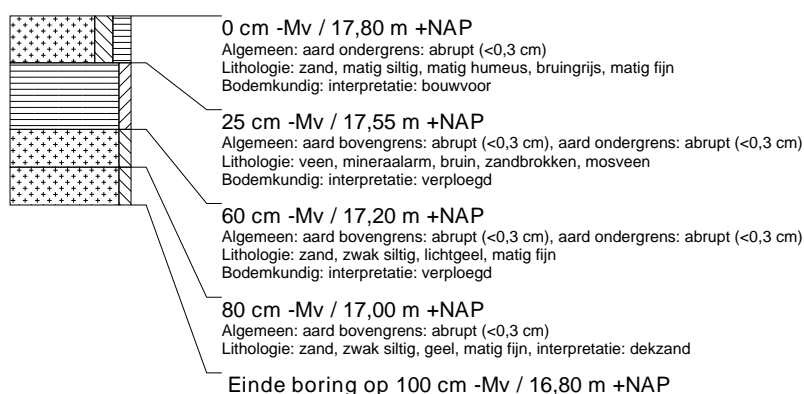 0 cm -Mv / 17,80 m +NAP
Algemeen: aard ondergrens: abrupt (<0,3 cm)
Lithologie: zand, matig siltig, matig humeus, bruingrijs, matig fijn
Bodemkundig: interpretatie: bouwvoor
25 cm -Mv / 17,55 m +NAP
Algemeen: aard bovengrens: abrupt (<0,3 cm), aard ondergrens: abrupt (<0,3 cm)
Lithologie: veen, mineraalarm, bruin, zandbrokken, mosveen
Bodemkundig: interpretatie: verploegd
60 cm -Mv / 17,20 m +NAP
Algemeen: aard bovengrens: abrupt (<0,3 cm), aard ondergrens: abrupt (<0,3 cm)
Lithologie: zand, zwak siltig, lichtgeel, matig fijn
Bodemkundig: interpretatie: verploegd
80 cm -Mv / 17,00 m +NAP
Algemeen: aard bovengrens: abrupt (<0,3 cm)
Lithologie: zand, zwak siltig, geel, matig fijn, interpretatie: dekzand
Einde boring op 100 cm -Mv / 16,80 m +NAP